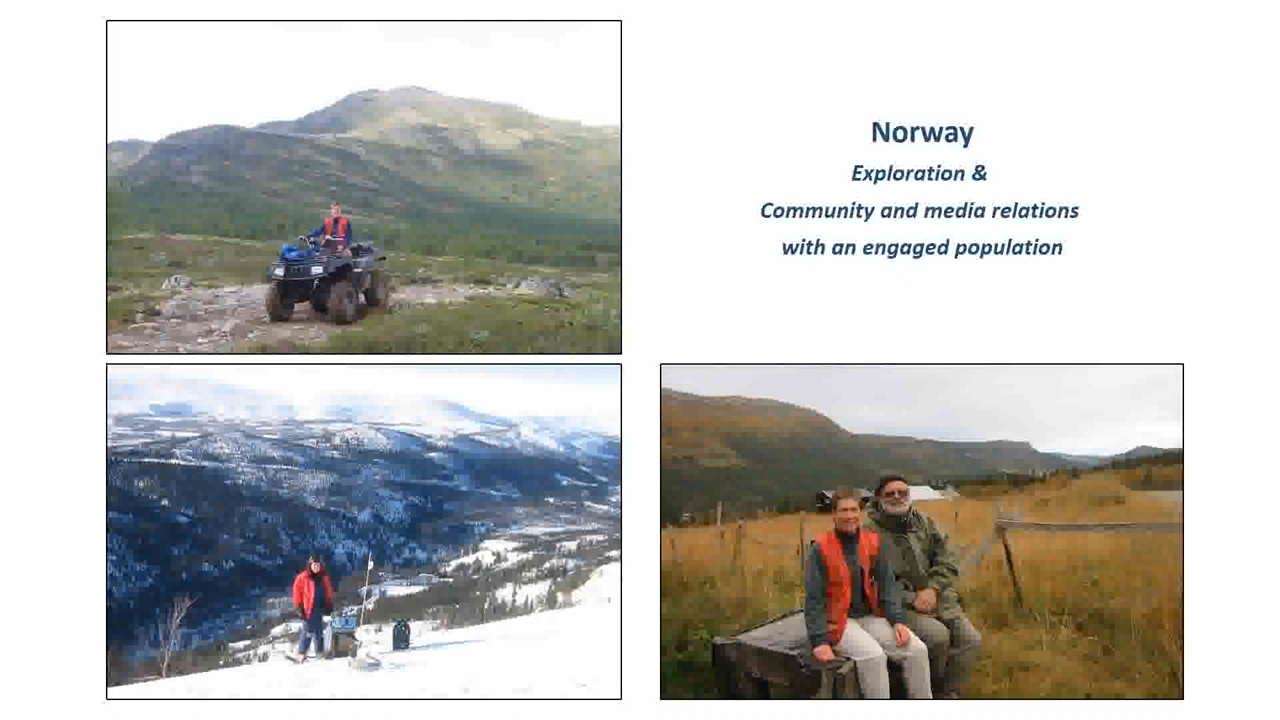 Norway
Exploration &
Community and media relations
with an engaged population